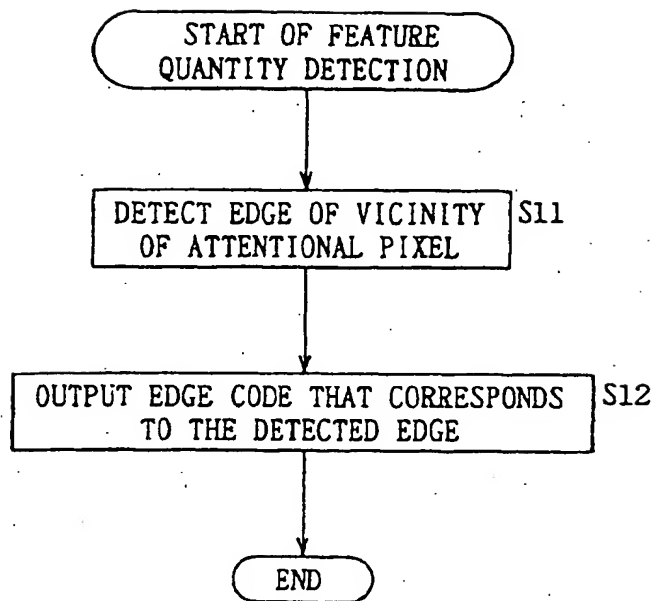 START OF FEATURE
QUANTITY DETECTION
DETECT EDGE OF VICINITY
OF ATTENTIONAL PIXEL
S11
OUTPUT EDGE CODE THAT CORRESPONDS
TO THE DETECTED EDGE
S12
END